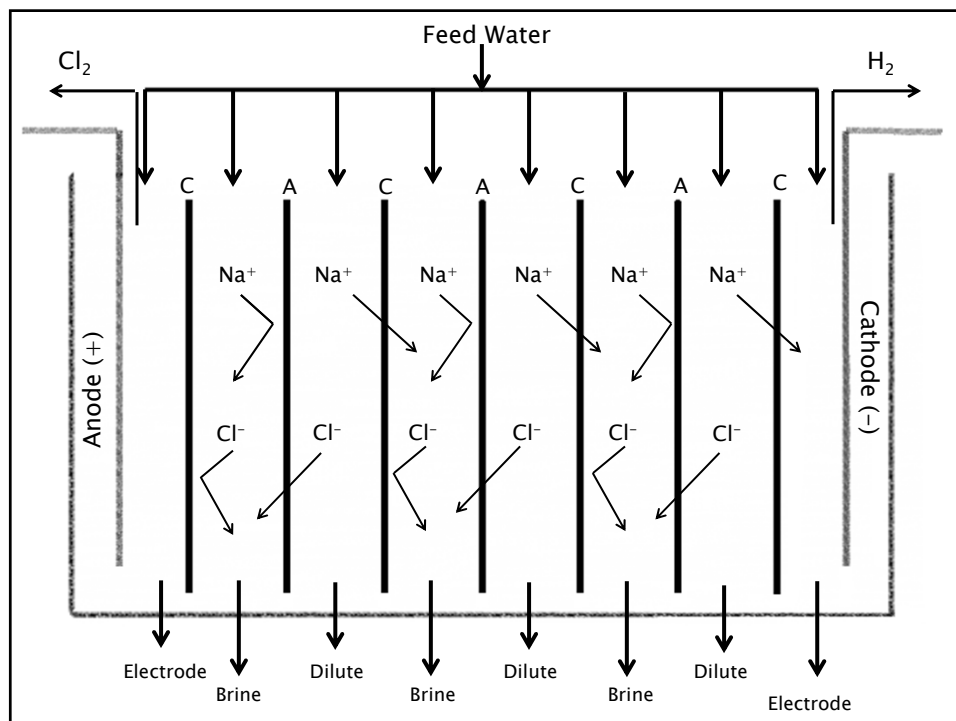 Feed Water
Cl₂
H₂
C A C A C A C
Na⁺ Na⁺ Na⁺ Na⁺ Na⁺ Na⁺
Anode (+)
Cathode (−)
Cl⁻ Cl⁻ Cl⁻ Cl⁻ Cl⁻ Cl⁻
Electrode Dilute Dilute Dilute
Brine Brine Brine Electrode